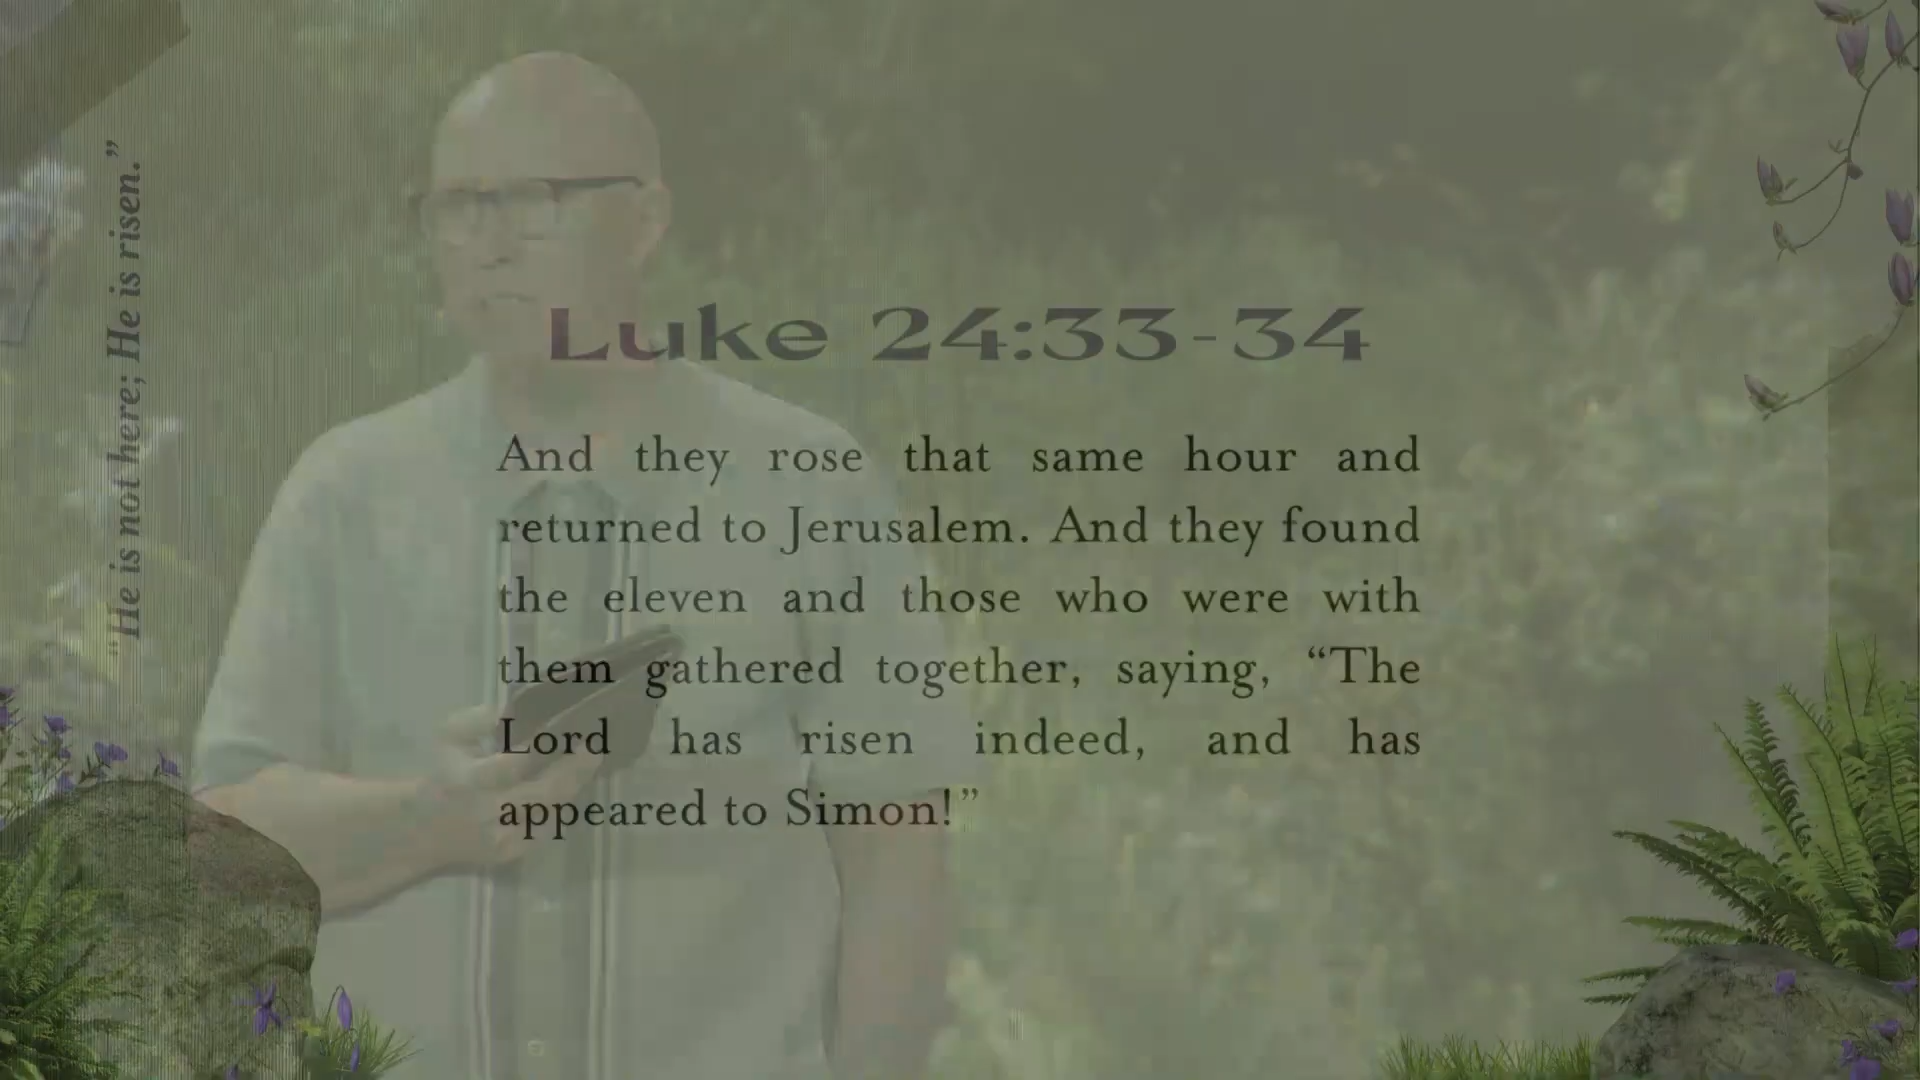 "He is not here; He is risen."
Luke 24:33-34
And they rose that same hour and
returned to Jerusalem. And they found
the eleven and those who were with
them gathered together, saying, “The
Lord has risen indeed, and has
appeared to Simon!”